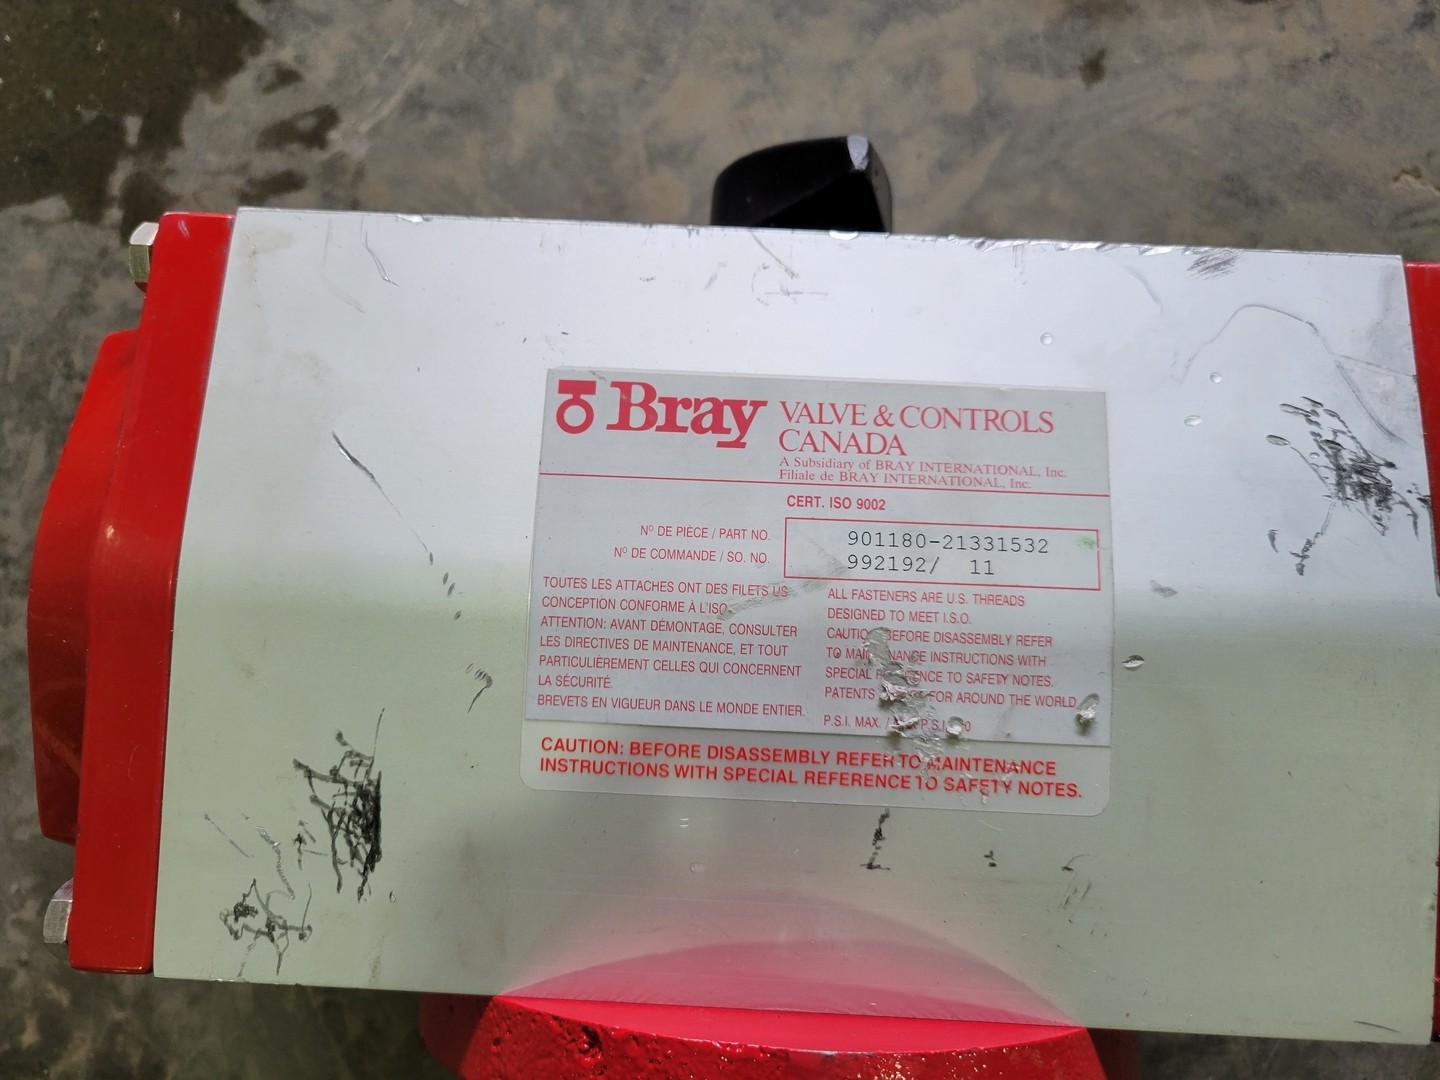 Bray VALVE & CONTROLS
CANADA
A Subsidiary of BRAY INTERNATIONAL, Inc.
Filiale de BRAY INTERNATIONAL, Inc.
CERT. ISO 9002
Nº DE PIÈCE / PART NO. 901180-21331532
Nº DE COMMANDE / SO. NO. 992192/ 11
TOUTES LES ATTACHES ONT DES FILETS US
CONCEPTION CONFORME À L'ISO.
ATTENTION: AVANT DÉMONTAGE, CONSULTER
LES DIRECTIVES DE MAINTENANCE, ET TOUT
PARTICULIÈREMENT CELLES QUI CONCERNENT
LA SÉCURITÉ.
BREVETS EN VIGUEUR DANS LE MONDE ENTIER.
ALL FASTENERS ARE U.S. THREADS
DESIGNED TO MEET I.S.O.
CAUTION: BEFORE DISASSEMBLY REFER
TO MAINTENANCE INSTRUCTIONS WITH
SPECIAL REFERENCE TO SAFETY NOTES.
PATENTS FOR AROUND THE WORLD
P.S.I. MAX. /
CAUTION: BEFORE DISASSEMBLY REFER TO MAINTENANCE
INSTRUCTIONS WITH SPECIAL REFERENCE TO SAFETY NOTES.